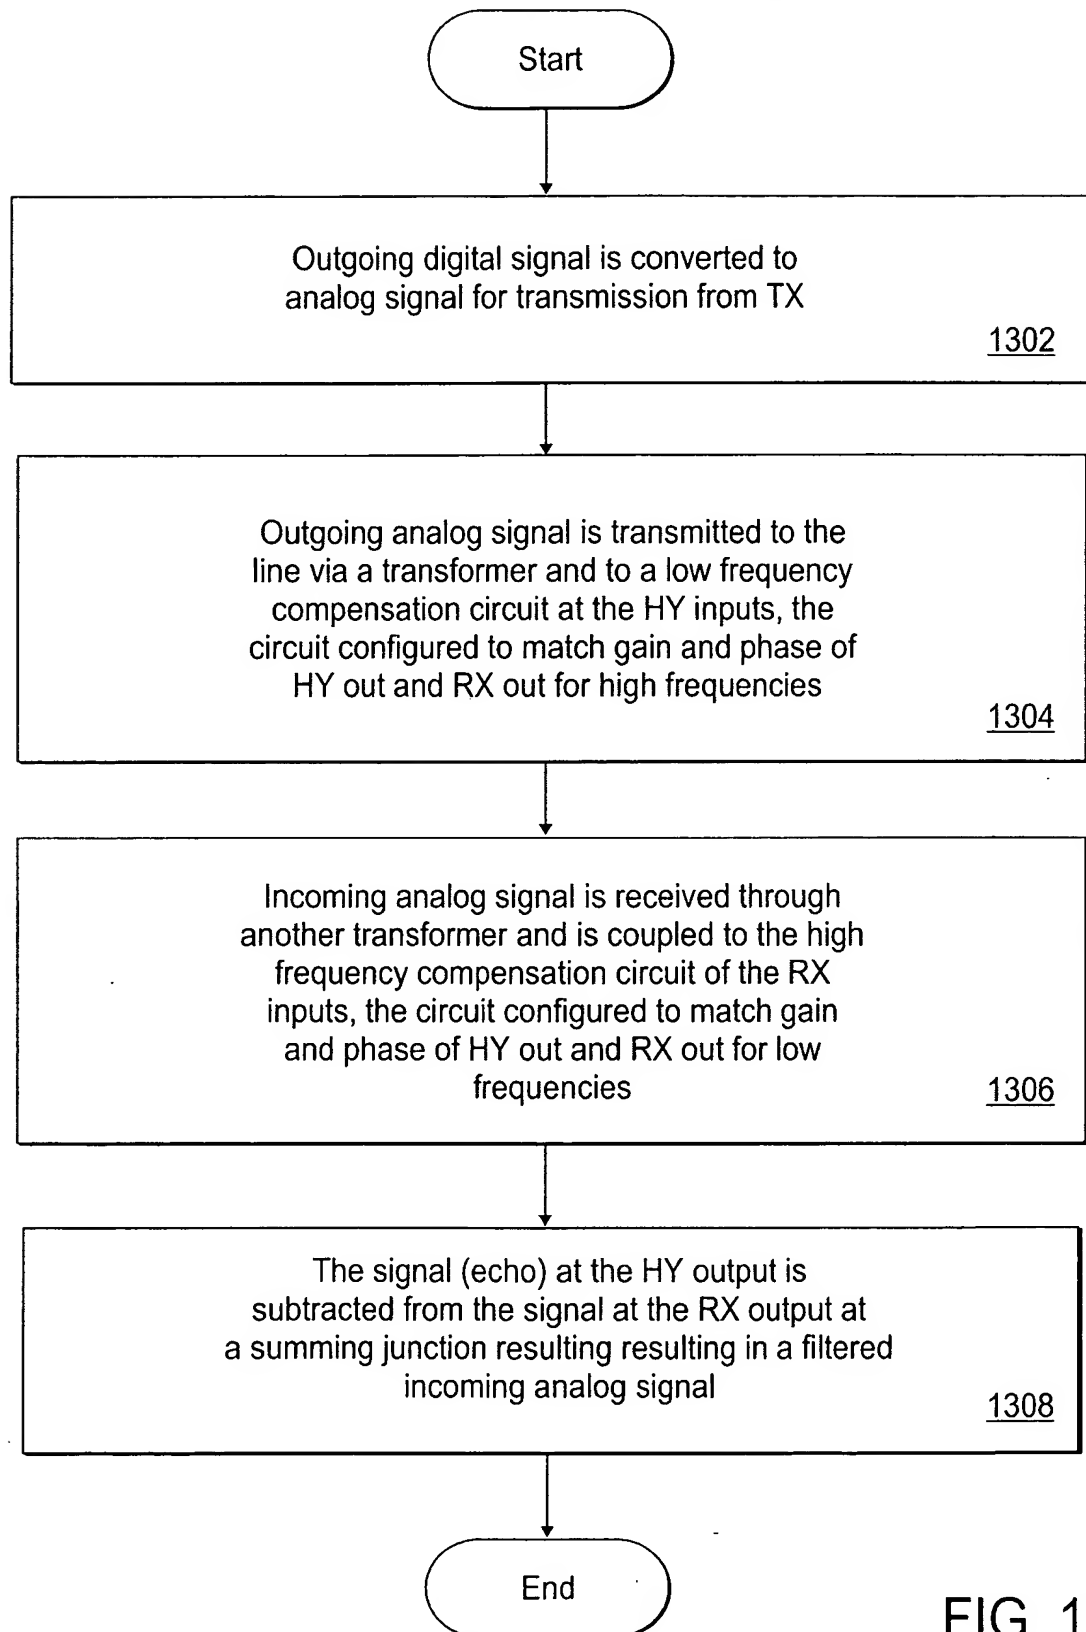 Start
Outgoing digital signal is converted to
analog signal for transmission from TX
1302
Outgoing analog signal is transmitted to the
line via a transformer and to a low frequency
compensation circuit at the HY inputs, the
circuit configured to match gain and phase of
HY out and RX out for high frequencies
1304
Incoming analog signal is received through
another transformer and is coupled to the high
frequency compensation circuit of the RX
inputs, the circuit configured to match gain
and phase of HY out and RX out for low
frequencies
1306
The signal (echo) at the HY output is
subtracted from the signal at the RX output at
a summing junction resulting resulting in a filtered
incoming analog signal
1308
End
FIG. 1